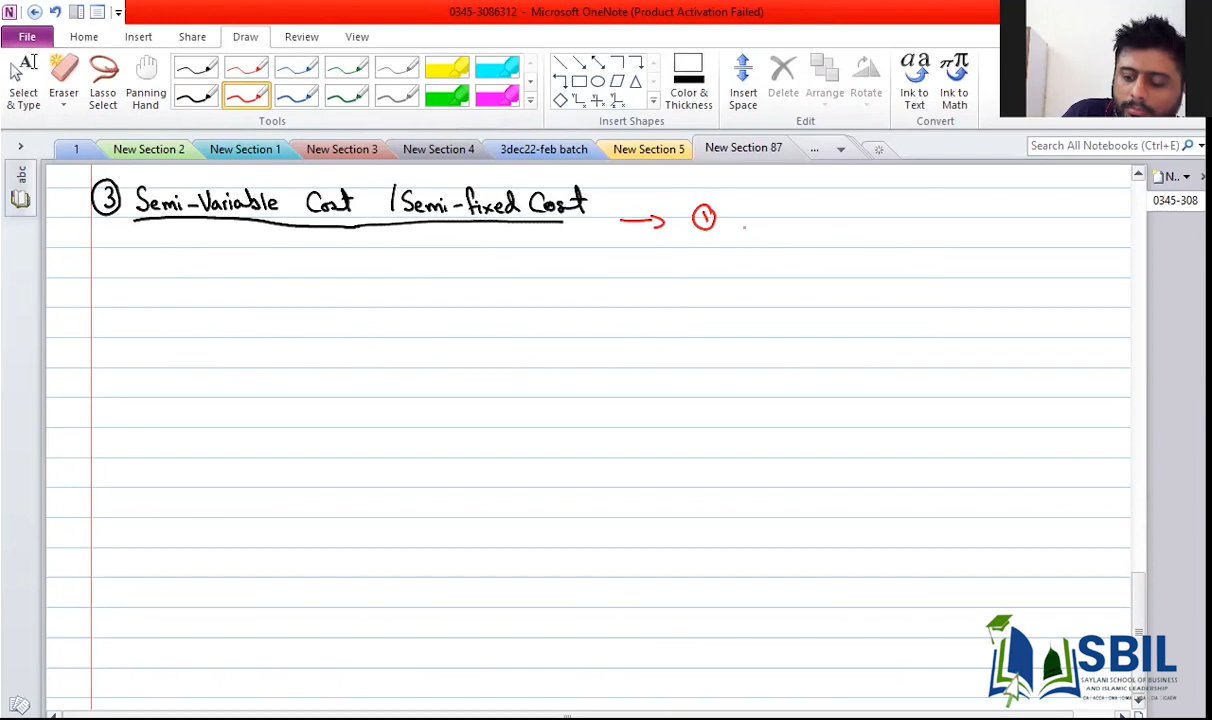 0345-3086312 - Microsoft OneNote (Product Activation Failed)
File Home Insert Share Draw Review View
Select & Type Eraser Lasso Select Panning Hand Color & Thickness Insert Space Delete Arrange Rotate Ink to Text Ink to Math
Tools Insert Shapes Edit Convert
1 New Section 2 New Section 1 New Section 3 New Section 4 3dec22-feb batch New Section 5 New Section 87 ... Search All Notebooks (Ctrl+E)
abc
N..
0345-308
③ Semi-Variable Cost / Semi-fixed Cost → ①
SBIL
SAYLANI SCHOOL OF BUSINESS
AND ISLAMIC LEADERSHIP